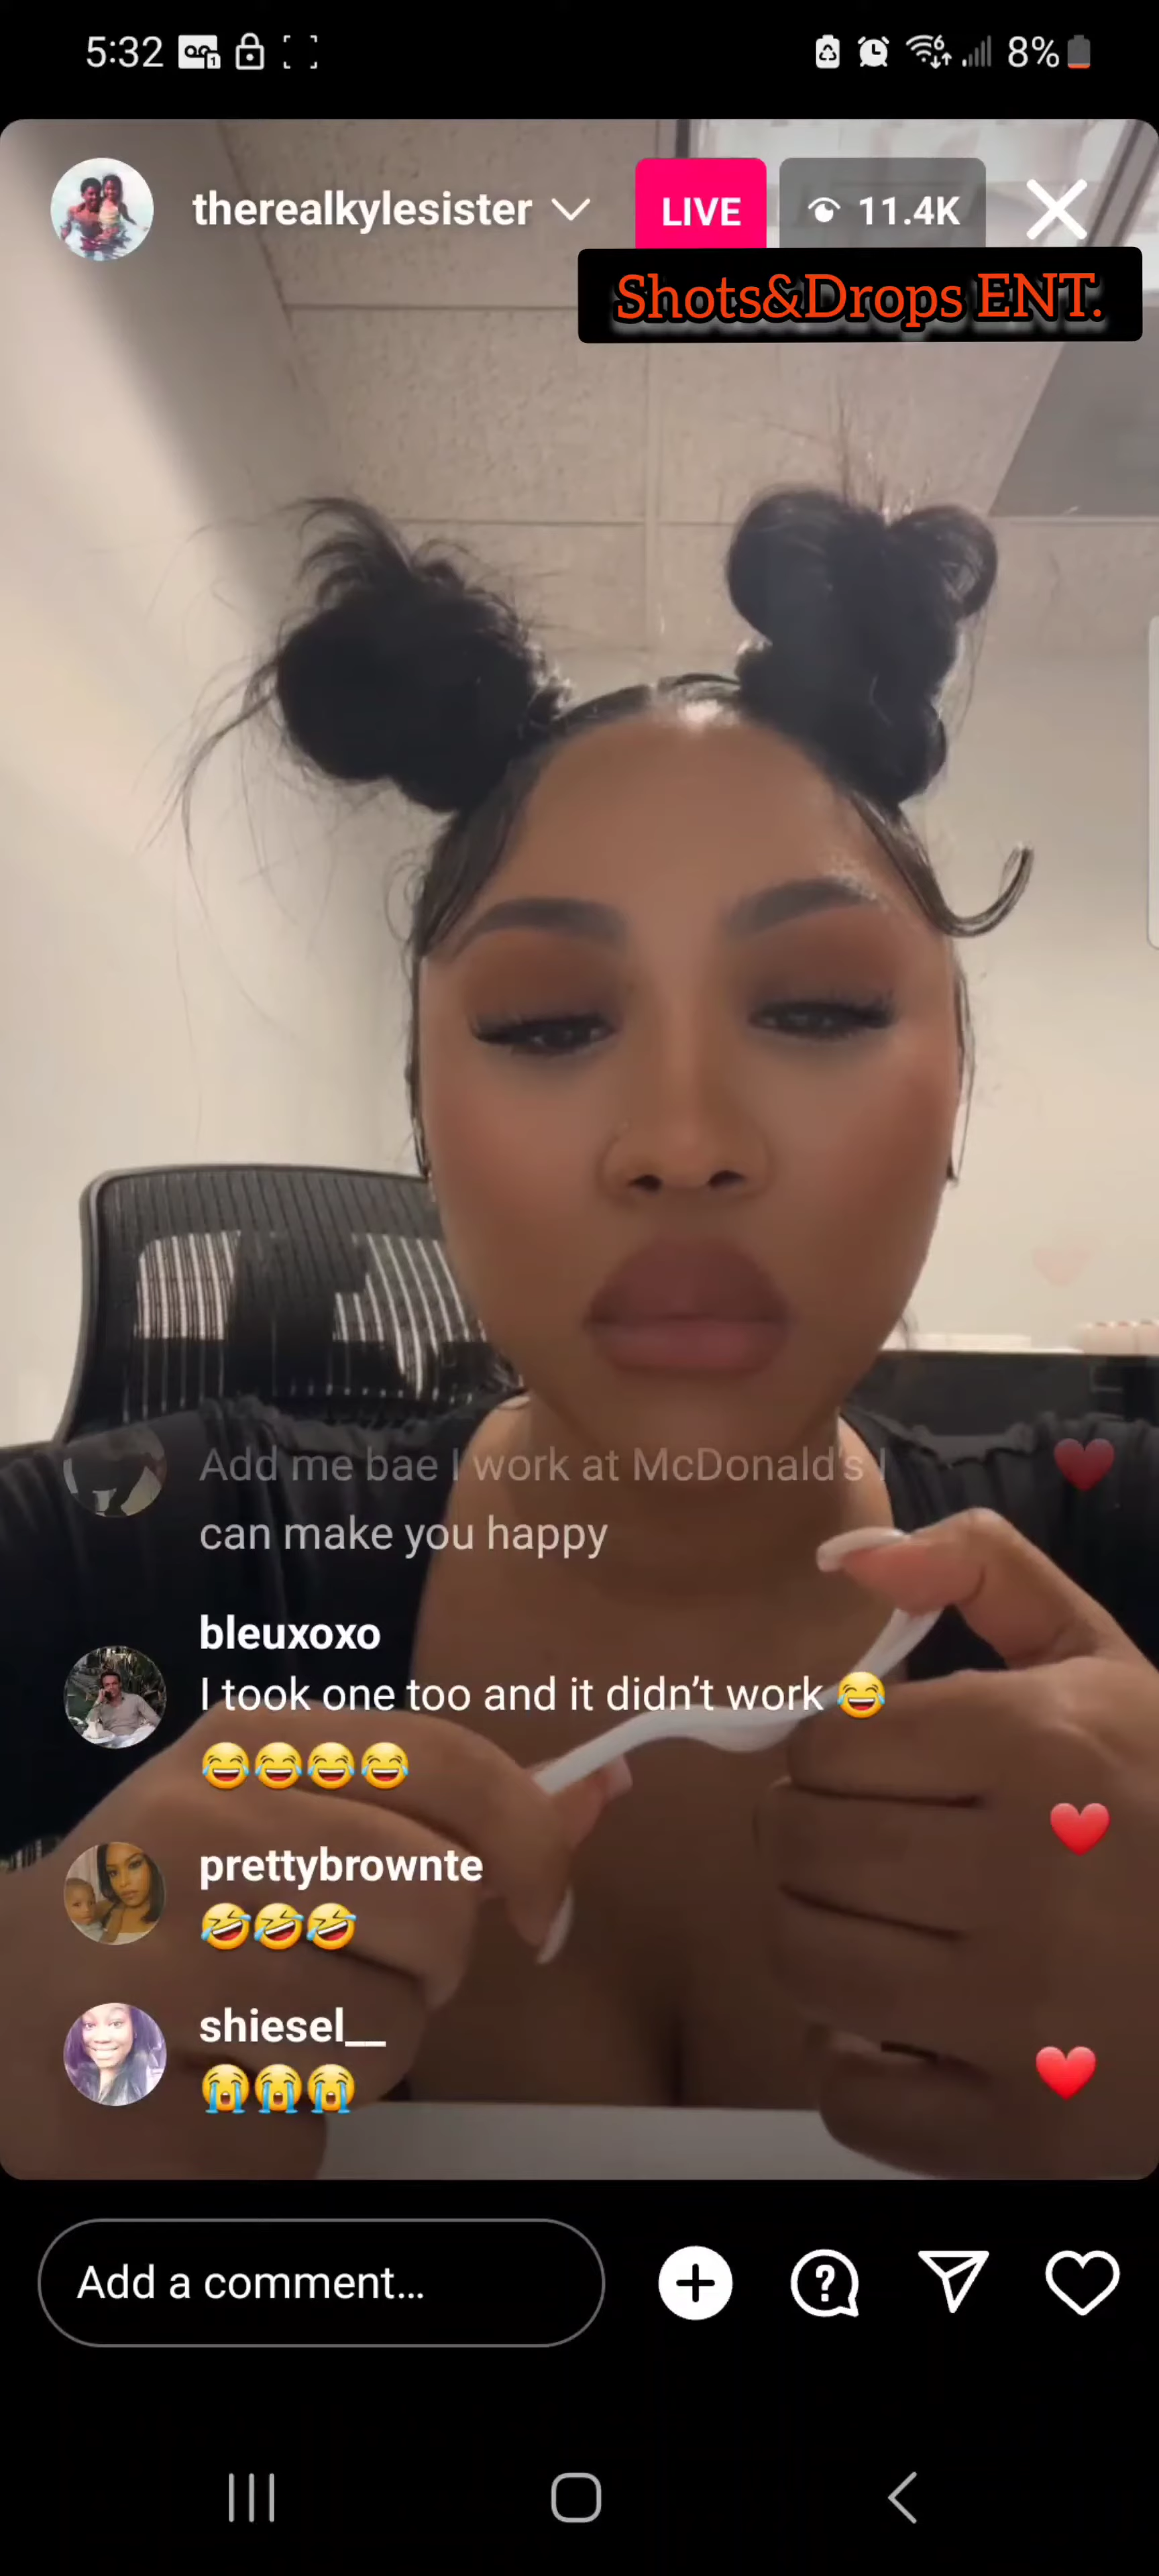 5:32
8%
therealkylesister
LIVE
11.4K
Shots&Drops ENT.
Add me bae I work at McDonald's I
can make you happy
bleuxoxo
I took one too and it didn’t work 😂
😂😂😂😂
prettybrownte
🤣🤣🤣
shiesel__
😭😭😭
Add a comment...